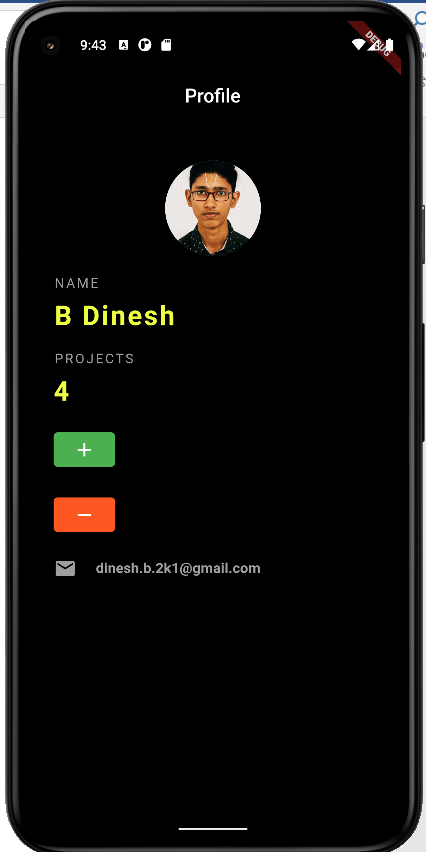 9:43
A
DEBUG
Profile
NAME
B Dinesh
PROJECTS
4
+
−
dinesh.b.2k1@gmail.com